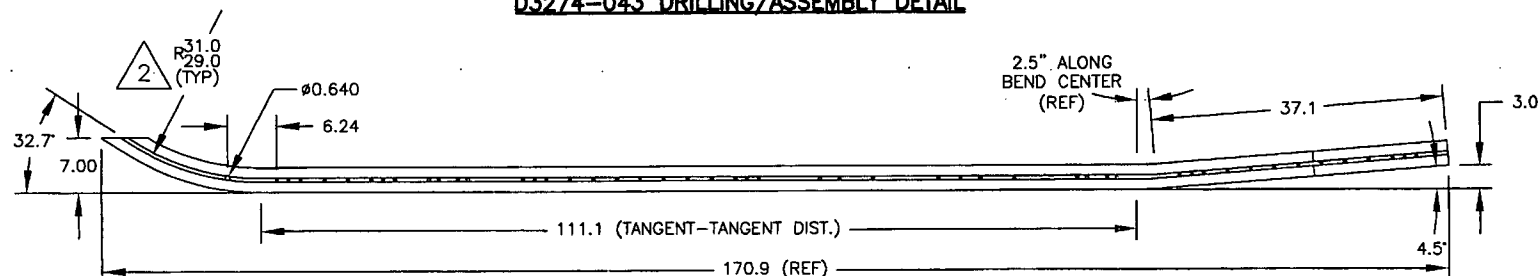 D3274-043 DRILLING/ASSEMBLY DETAIL
2
R31.0
29.0
(TYP)
Ø0.640
6.24
32.7°
7.00
2.5" ALONG
BEND CENTER
(REF)
37.1
3.0
111.1 (TANGENT-TANGENT DIST.)
4.5°
170.9 (REF)